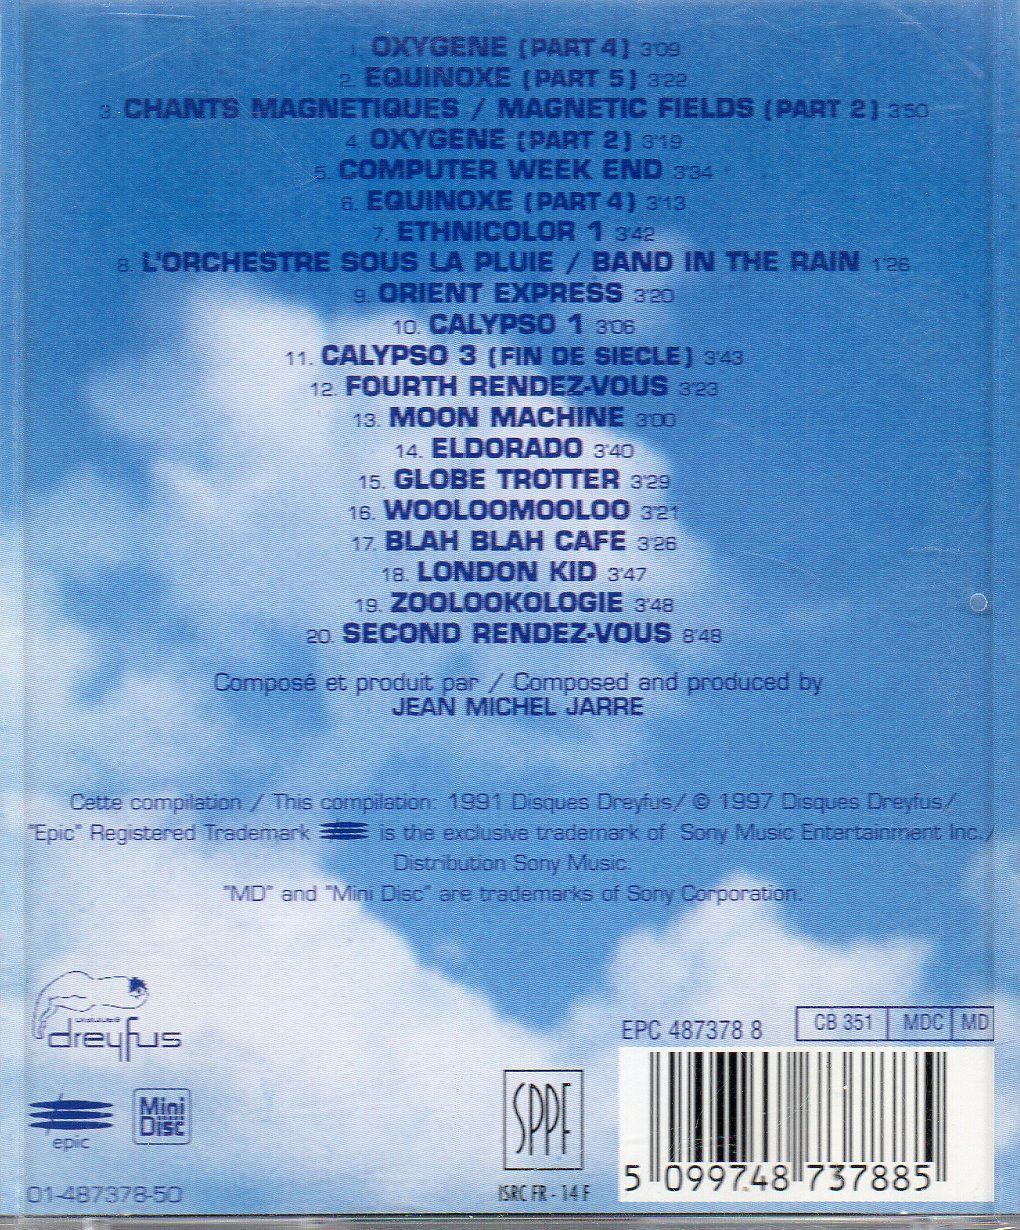 1. OXYGENE (PART 4) 3'09
2. EQUINOXE (PART 5) 3'22
3. CHANTS MAGNETIQUES / MAGNETIC FIELDS (PART 2) 3'50
4. OXYGENE (PART 2) 3'19
5. COMPUTER WEEK END 3'34
6. EQUINOXE (PART 4) 3'13
7. ETHNICOLOR 1 3'42
8. L'ORCHESTRE SOUS LA PLUIE / BAND IN THE RAIN 1'26
9. ORIENT EXPRESS 3'20
10. CALYPSO 1 3'06
11. CALYPSO 3 (FIN DE SIECLE) 3'43
12. FOURTH RENDEZ-VOUS 3'23
13. MOON MACHINE 3'00
14. ELDORADO 3'40
15. GLOBE TROTTER 3'29
16. WOOLOOMOOLOO 3'21
17. BLAH BLAH CAFE 3'26
18. LONDON KID 3'47
19. ZOOLOOKOLOGIE 3'48
20. SECOND RENDEZ-VOUS 8'48
Composé et produit par / Composed and produced by
JEAN MICHEL JARRE
Cette compilation / This compilation: 1991 Disques Dreyfus/ © 1997 Disques Dreyfus/
"Epic" Registered Trademark is the exclusive trademark of Sony Music Entertainment Inc./
Distribution Sony Music.
"MD" and "Mini Disc" are trademarks of Sony Corporation.
DISQUES
dreyfus
EPC 487378 8 CB 351 MDC MD
epic
Mini
Disc
SPPF
ISRC FR - 14 F
01-487378-50
5 099748 737885